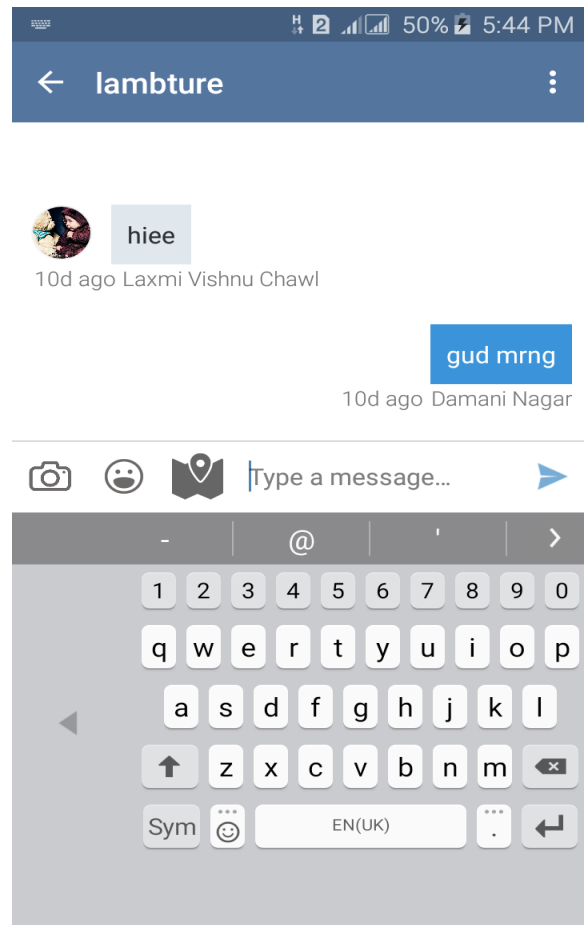 H 2 50% 5:44 PM
lambture
hiee
10d ago Laxmi Vishnu Chawl
gud mrng
10d ago Damani Nagar
Type a message...
- @ '
1 2 3 4 5 6 7 8 9 0
q w e r t y u i o p
a s d f g h j k l
z x c v b n m
Sym EN(UK) .